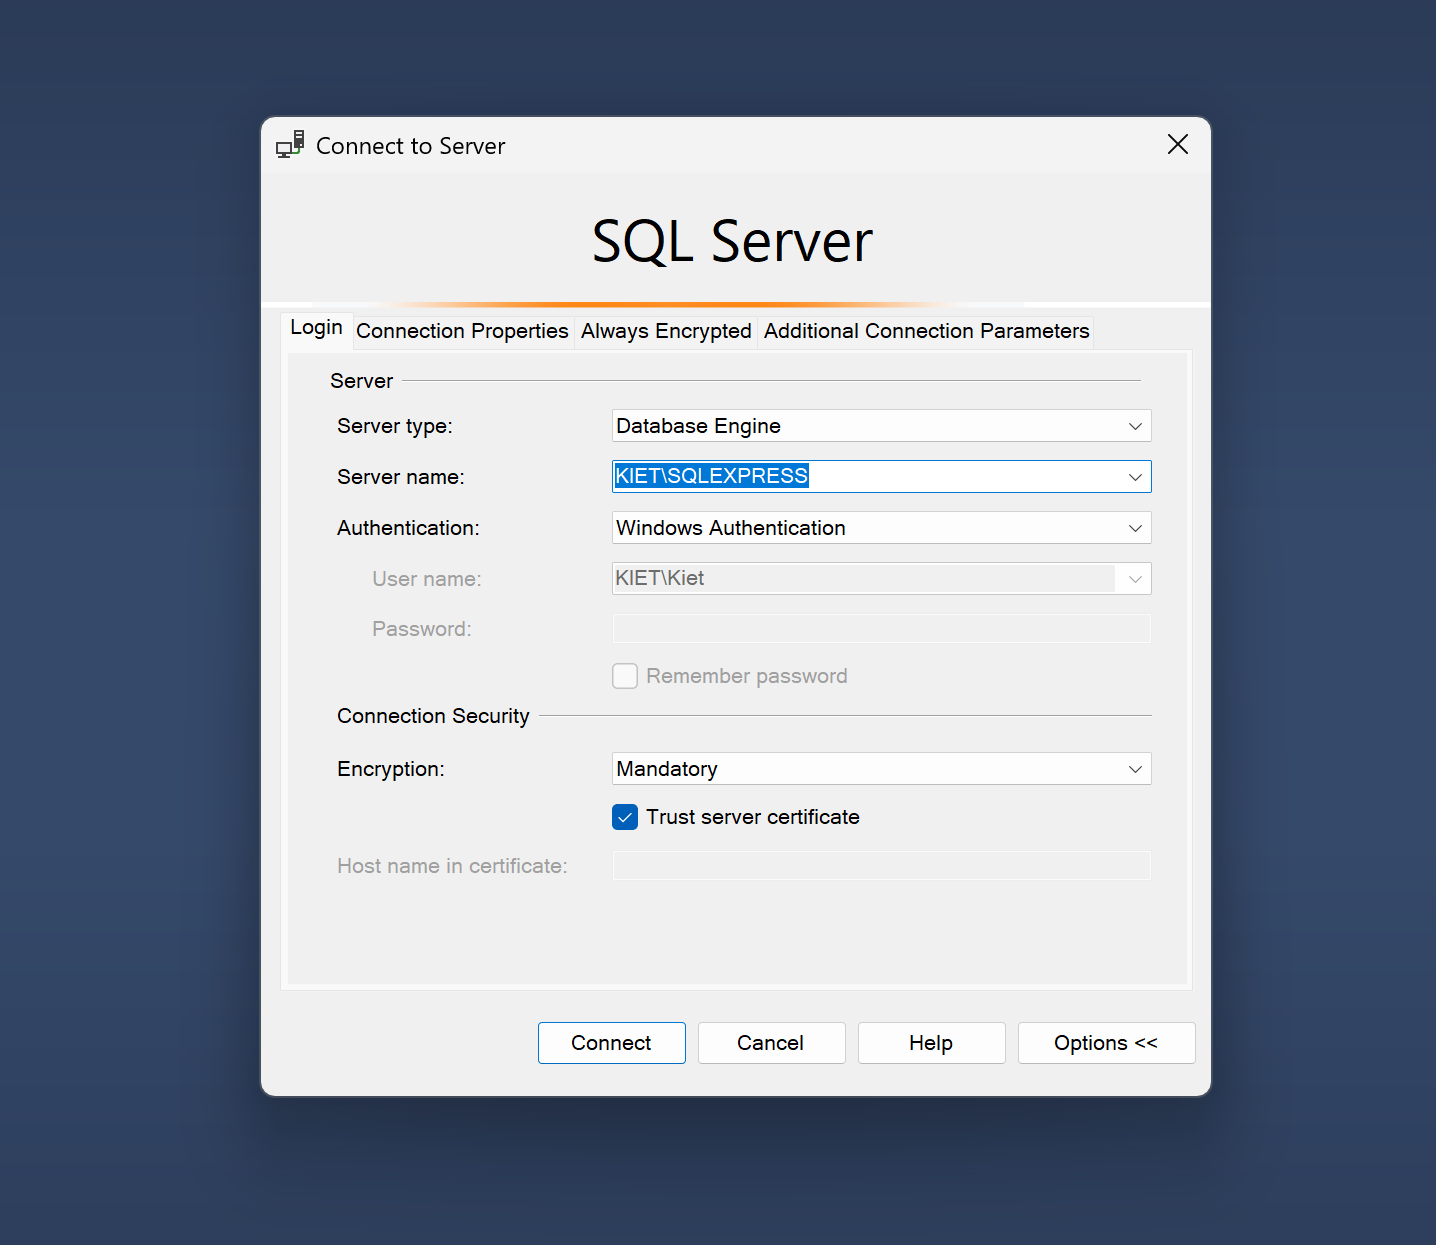 Connect to Server
SQL Server
Login Connection Properties Always Encrypted Additional Connection Parameters
Server
Server type: Database Engine
Server name: KIET\SQLEXPRESS
Authentication: Windows Authentication
User name: KIET\Kiet
Password:
Remember password
Connection Security
Encryption: Mandatory
Trust server certificate
Host name in certificate:
Connect Cancel Help Options <<